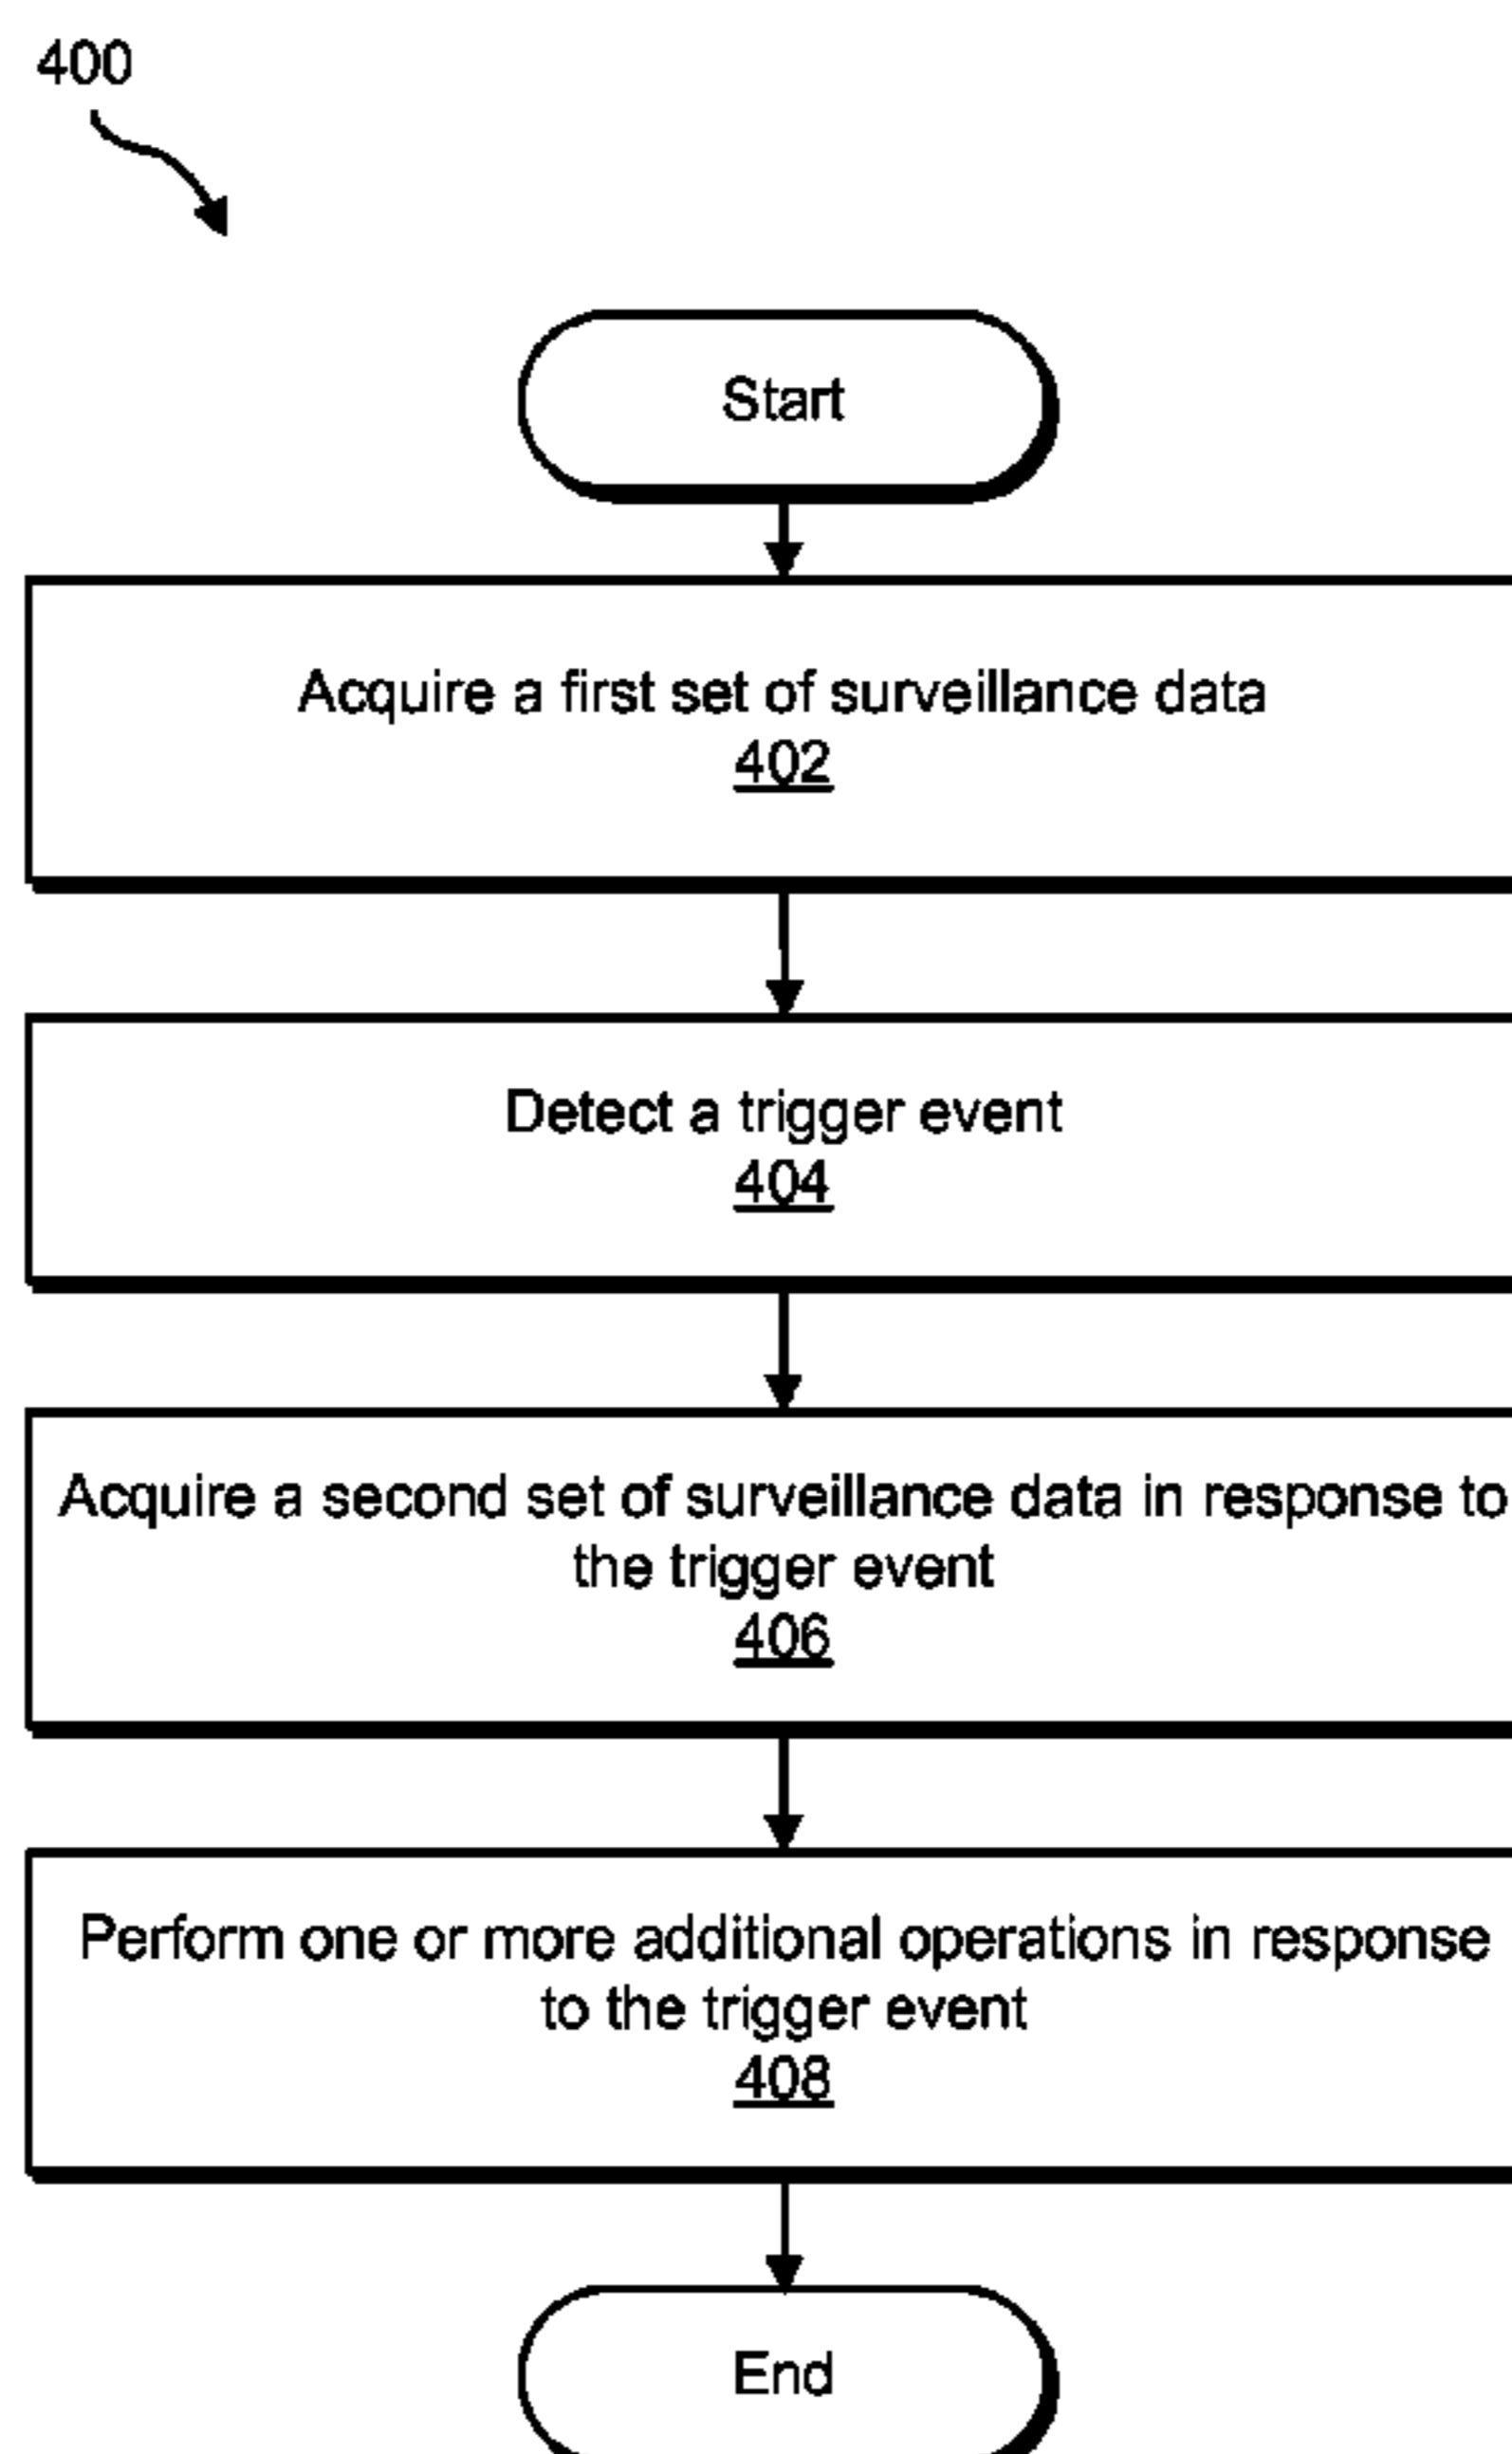 400
Start
Acquire a first set of surveillance data
402
Detect a trigger event
404
Acquire a second set of surveillance data in response to
the trigger event
406
Perform one or more additional operations in response
to the trigger event
408
End